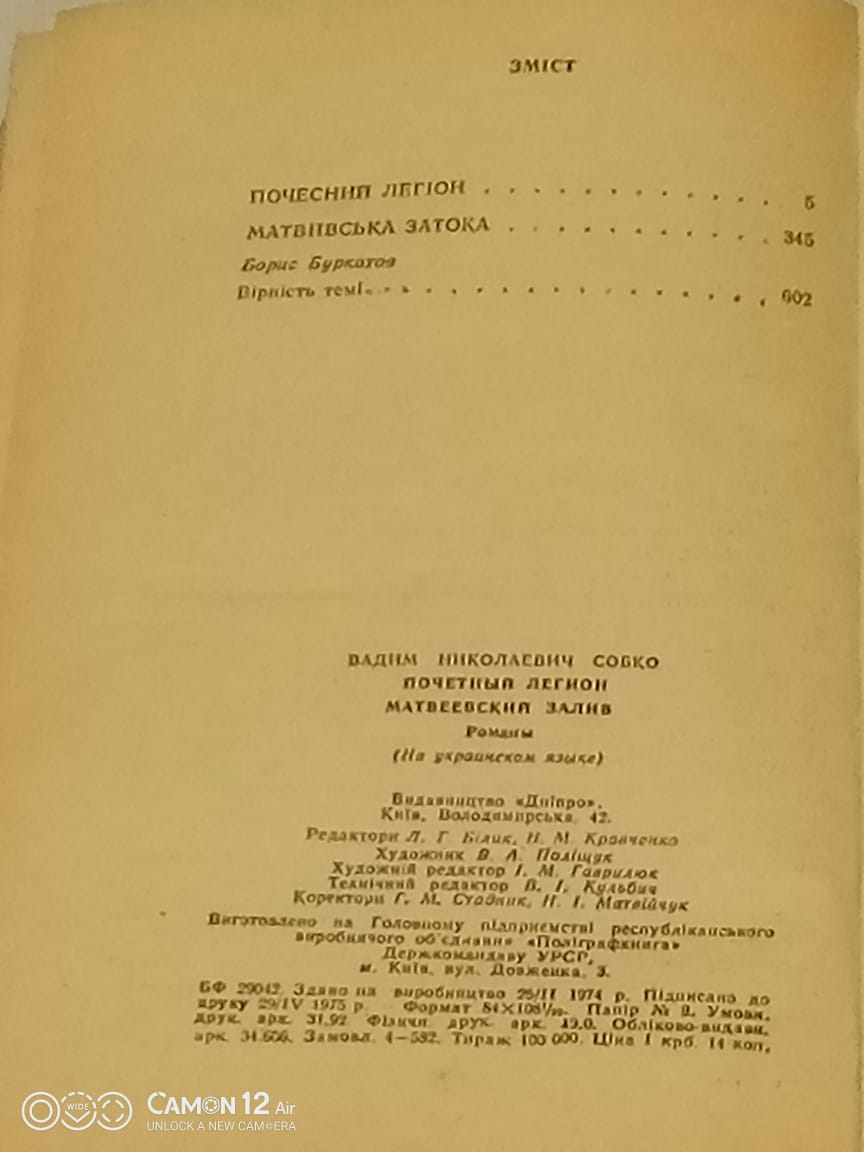 ЗМІСТ
ПОЧЕСНИЙ ЛЕГІОН . . . . . . . . . . . . 5
МАТВІЇВСЬКА ЗАТОКА . . . . . . . . . . . 345
Борис Буркатов
Вірність темі . . . . . . . . . . . . . . . . 602
ВАДИМ НИКОЛАЕВИЧ СОБКО
ПОЧЕТНЫЙ ЛЕГИОН
МАТВЕЕВСКИЙ ЗАЛИВ
Романы
(На украинском языке)
Видавництво «Дніпро»,
Київ, Володимирська, 42.
Редактори Л. Г. Білик, Н. М. Кравченко
Художник В. А. Поліщук
Художній редактор І. М. Гаврилюк
Технічний редактор Б. І. Кульбич
Коректори Г. М. Стадник, Н. І. Матвійчук
Виготовлено на Головному підприємстві республіканського
виробничого об'єднання «Поліграфкнига»
Держкомвидаву УРСР,
м. Київ, вул. Довженка, 3.
БФ 29042. Здано на виробництво 25/II 1974 р. Підписано до
друку 29/IV 1975 р. Формат 84×108¹/₃₂. Папір № 2. Умовн.
друк. арк. 31,92. Фізичн. друк. арк. 19,0. Обліково-видавн.
арк. 34,666. Замовл. 4—532. Тираж 100 000. Ціна 1 крб. 14 коп.
WIDE
CAMON 12 Air
UNLOCK A NEW CAMERA